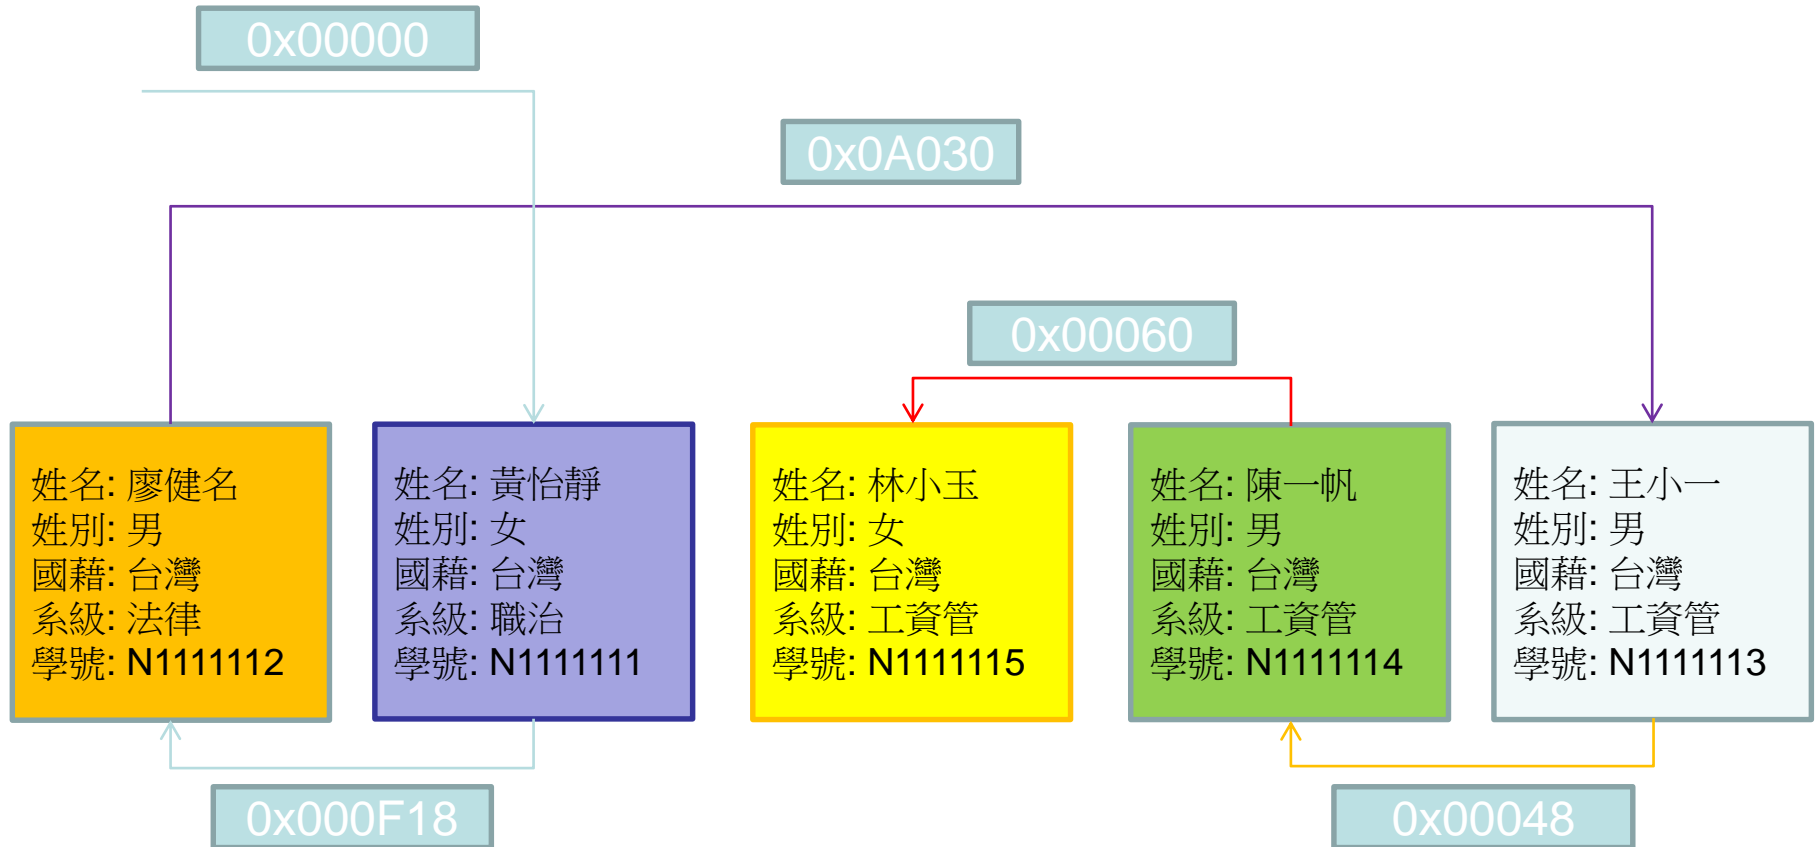 0x00000
0x0A030
0x00060
姓名: 廖健名
姓別: 男
國藉: 台灣
系級: 法律
學號: N1111112
姓名: 黃怡靜
姓別: 女
國藉: 台灣
系級: 職治
學號: N1111111
姓名: 林小玉
姓別: 女
國藉: 台灣
系級: 工資管
學號: N1111115
姓名: 陳一帆
姓別: 男
國藉: 台灣
系級: 工資管
學號: N1111114
姓名: 王小一
姓別: 男
國藉: 台灣
系級: 工資管
學號: N1111113
0x000F18
0x00048